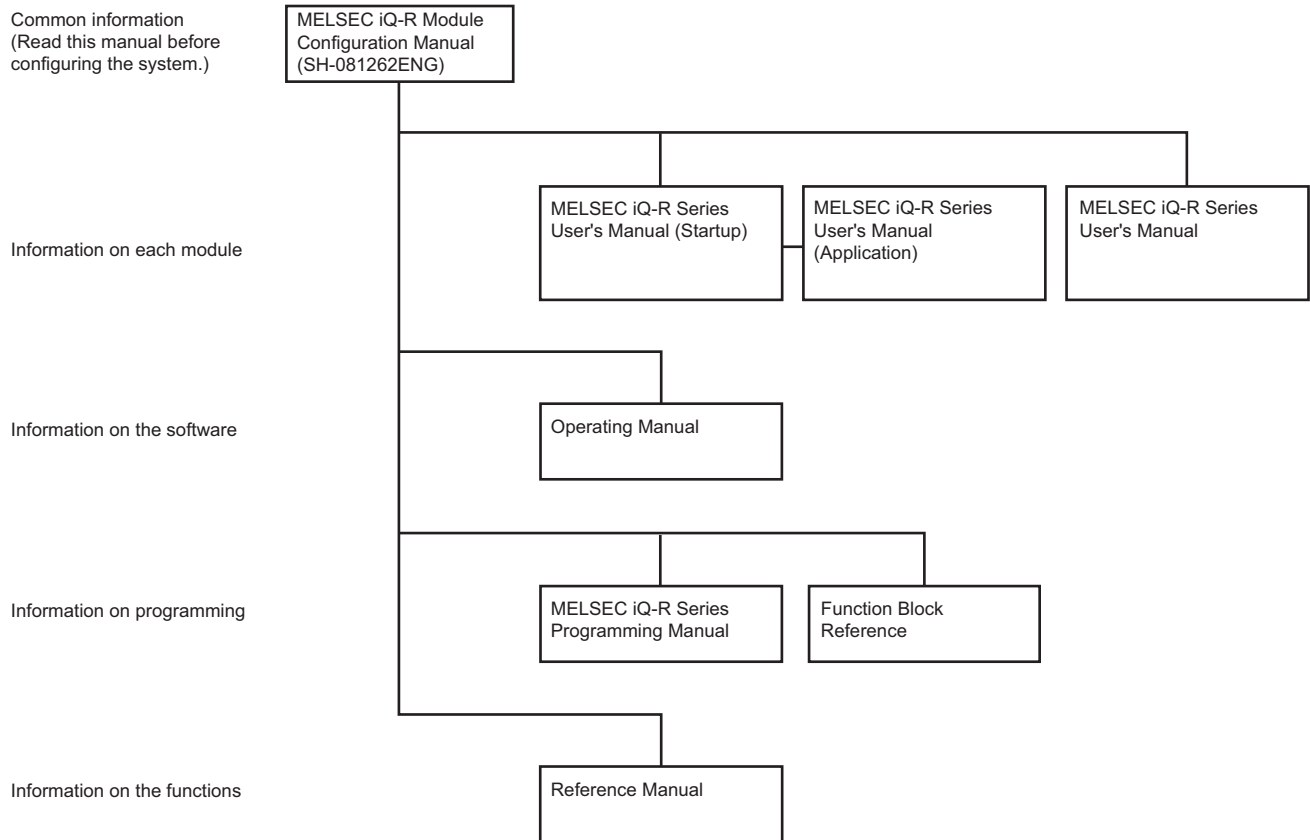 Common information
(Read this manual before
configuring the system.)
MELSEC iQ-R Module
Configuration Manual
(SH-081262ENG)
Information on each module
MELSEC iQ-R Series
User's Manual (Startup)
MELSEC iQ-R Series
User's Manual
(Application)
MELSEC iQ-R Series
User's Manual
Information on the software
Operating Manual
Information on programming
MELSEC iQ-R Series
Programming Manual
Function Block
Reference
Information on the functions
Reference Manual